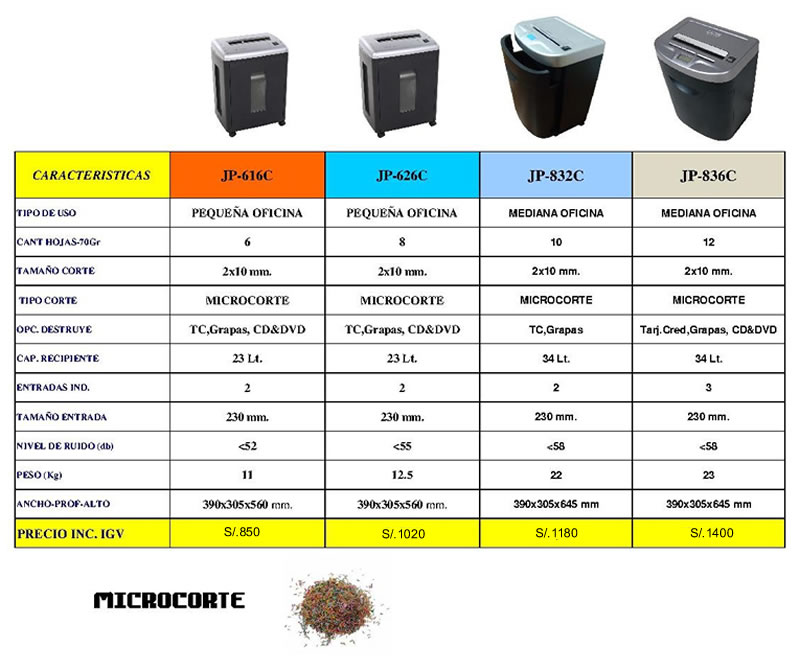 CARACTERISTICAS JP-616C JP-626C JP-832C JP-836C
TIPO DE USO PEQUEÑA OFICINA PEQUEÑA OFICINA MEDIANA OFICINA MEDIANA OFICINA
CANT HOJAS-70Gr 6 8 10 12
TAMAÑO CORTE 2x10 mm. 2x10 mm. 2x10 mm. 2x10 mm.
TIPO CORTE MICROCORTE MICROCORTE MICROCORTE MICROCORTE
OPC. DESTRUYE TC,Grapas, CD&DVD TC,Grapas, CD&DVD TC,Grapas Tarj.Cred,Grapas, CD&DVD
CAP. RECIPIENTE 23 Lt. 23 Lt. 34 Lt. 34 Lt.
ENTRADAS IND. 2 2 2 3
TAMAÑO ENTRADA 230 mm. 230 mm. 230 mm. 230 mm.
NIVEL DE RUIDO (db) <52 <55 <58 <58
PESO (Kg) 11 12.5 22 23
ANCHO-PROF-ALTO 390x305x560 mm. 390x305x560 mm. 390x305x645 mm 390x305x645 mm
PRECIO INC. IGV S/.850 S/.1020 S/.1180 S/.1400
MICROCORTE